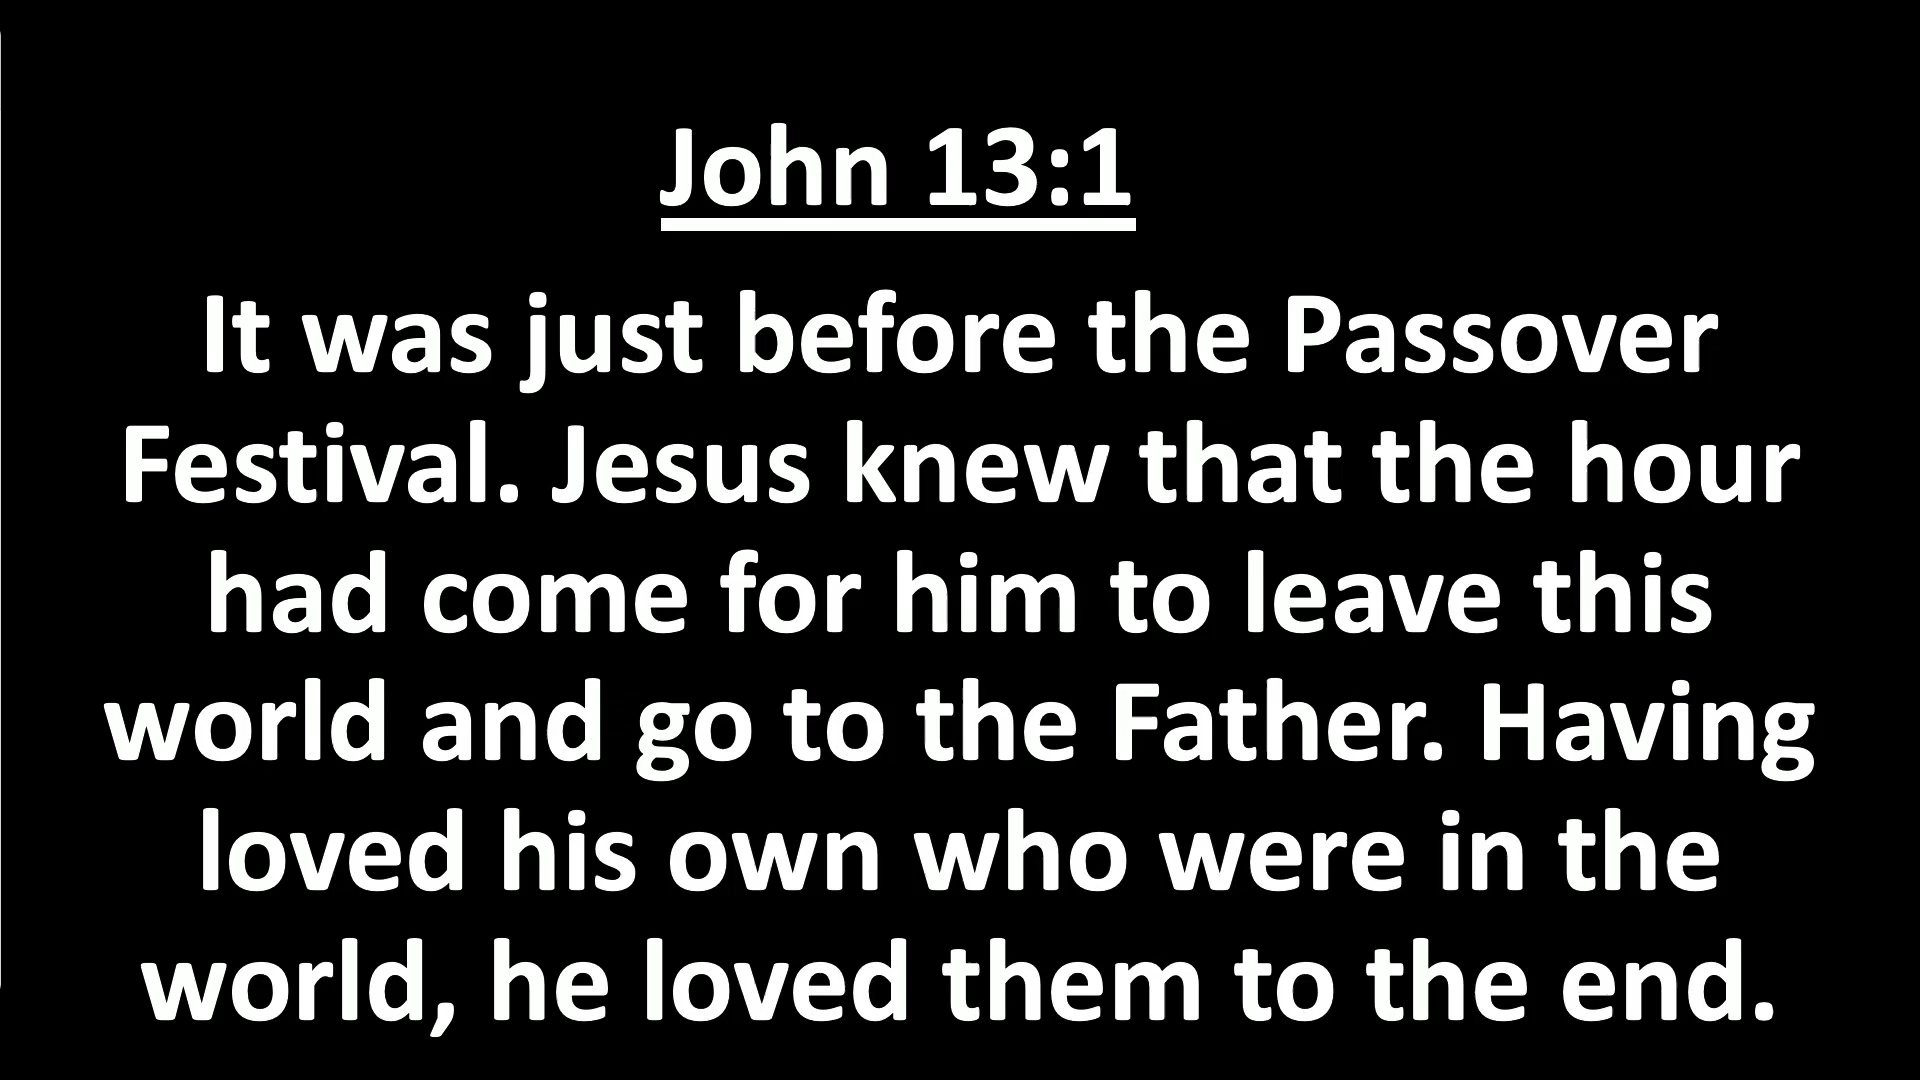 John 13:1
It was just before the Passover
Festival. Jesus knew that the hour
had come for him to leave this
world and go to the Father. Having
loved his own who were in the
world, he loved them to the end.